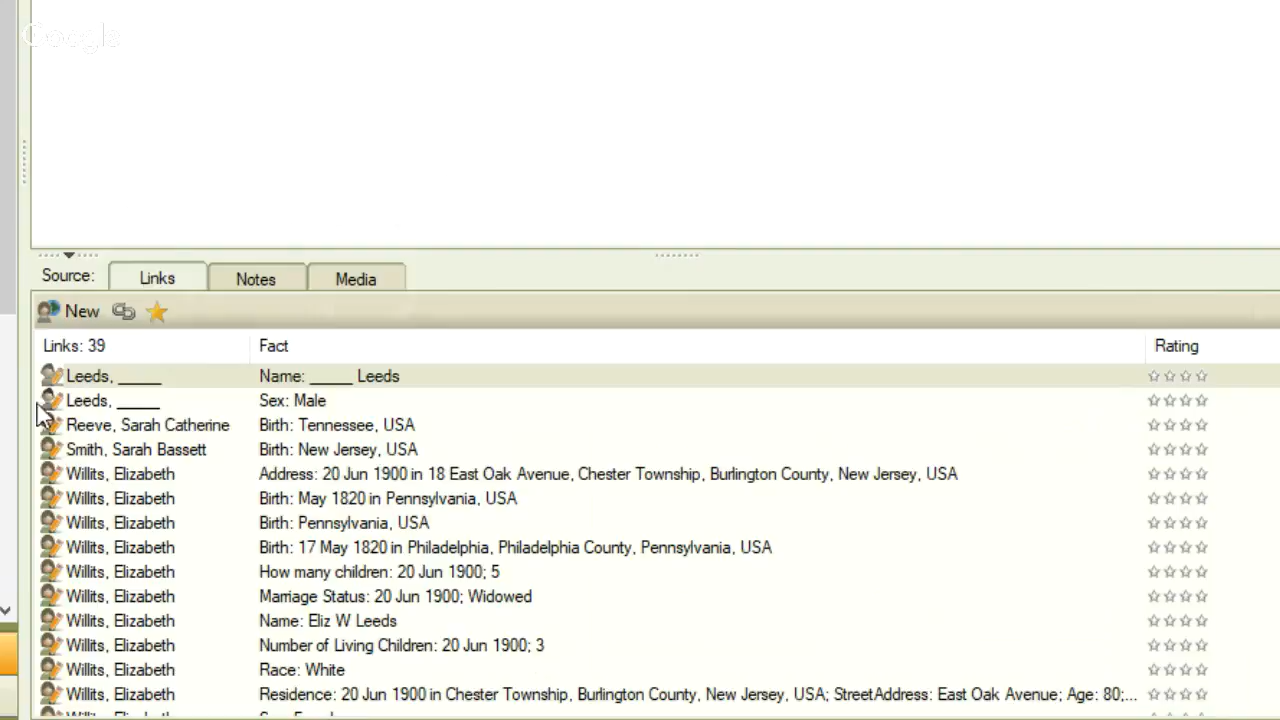 Google
Source: Links Notes Media
New
Links: 39 Fact Rating
Leeds, _____ Name: _____ Leeds
Leeds, _____ Sex: Male
Reeve, Sarah Catherine Birth: Tennessee, USA
Smith, Sarah Bassett Birth: New Jersey, USA
Willits, Elizabeth Address: 20 Jun 1900 in 18 East Oak Avenue, Chester Township, Burlington County, New Jersey, USA
Willits, Elizabeth Birth: May 1820 in Pennsylvania, USA
Willits, Elizabeth Birth: Pennsylvania, USA
Willits, Elizabeth Birth: 17 May 1820 in Philadelphia, Philadelphia County, Pennsylvania, USA
Willits, Elizabeth How many children: 20 Jun 1900; 5
Willits, Elizabeth Marriage Status: 20 Jun 1900; Widowed
Willits, Elizabeth Name: Eliz W Leeds
Willits, Elizabeth Number of Living Children: 20 Jun 1900; 3
Willits, Elizabeth Race: White
Willits, Elizabeth Residence: 20 Jun 1900 in Chester Township, Burlington County, New Jersey, USA; StreetAddress: East Oak Avenue; Age: 80;...